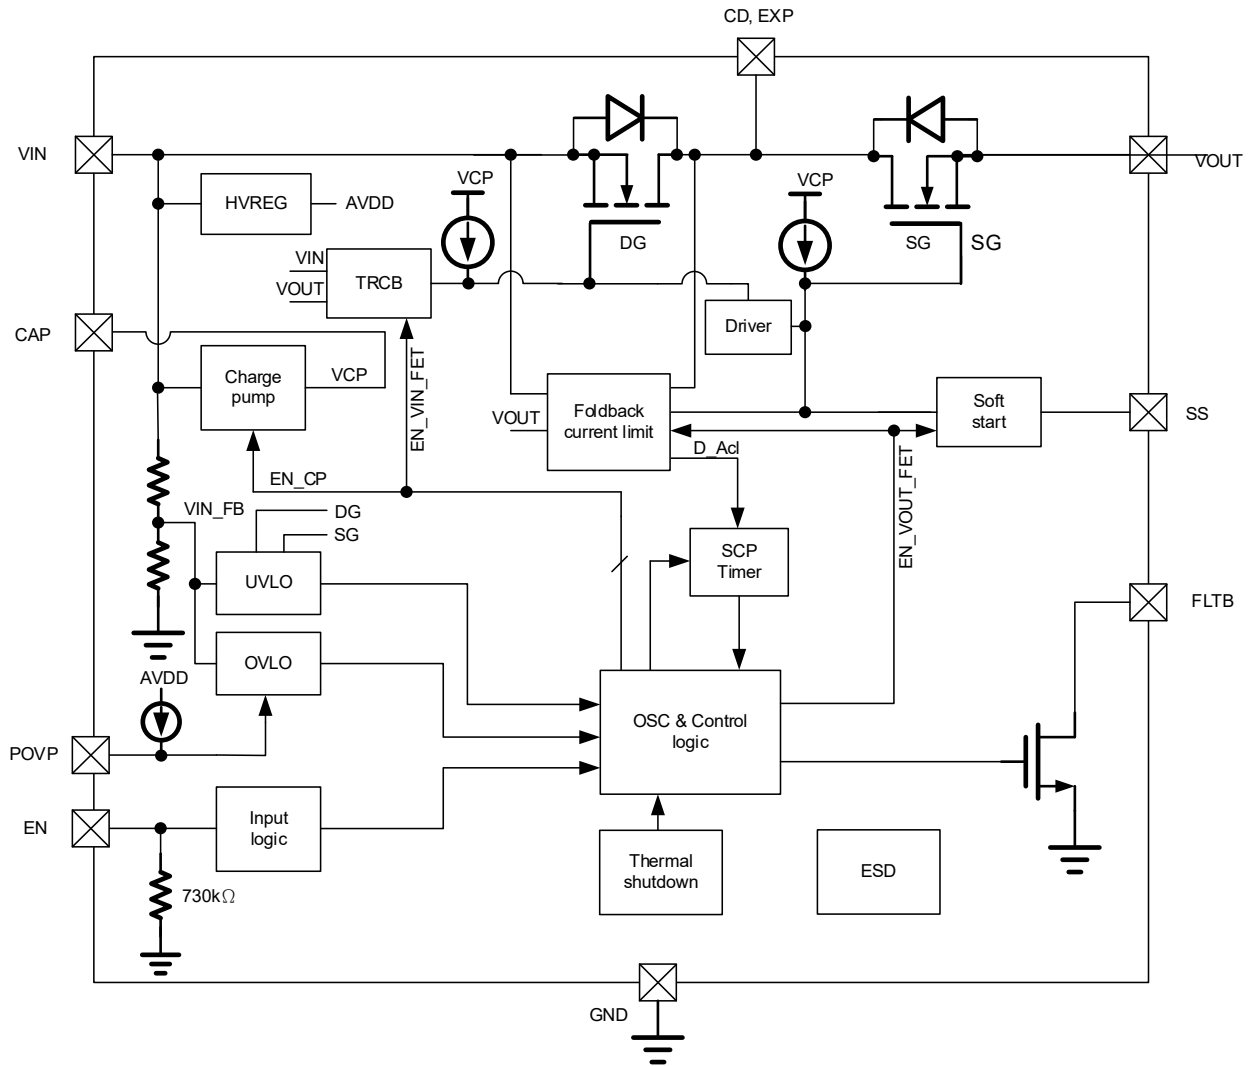 CD, EXP
VIN
VOUT
HVREG
AVDD
VCP
VCP
DG
SG
SG
VIN
VOUT
TRCB
CAP
Driver
Charge
pump
VCP
EN_VIN_FET
VOUT
Foldback
current limit
Soft
start
SS
D_Acl
EN_CP
EN_VOUT_FET
VIN_FB
DG
SG
UVLO
SCP
Timer
FLTB
OVLO
AVDD
OSC & Control
logic
POVP
EN
Input
logic
730kΩ
Thermal
shutdown
ESD
GND